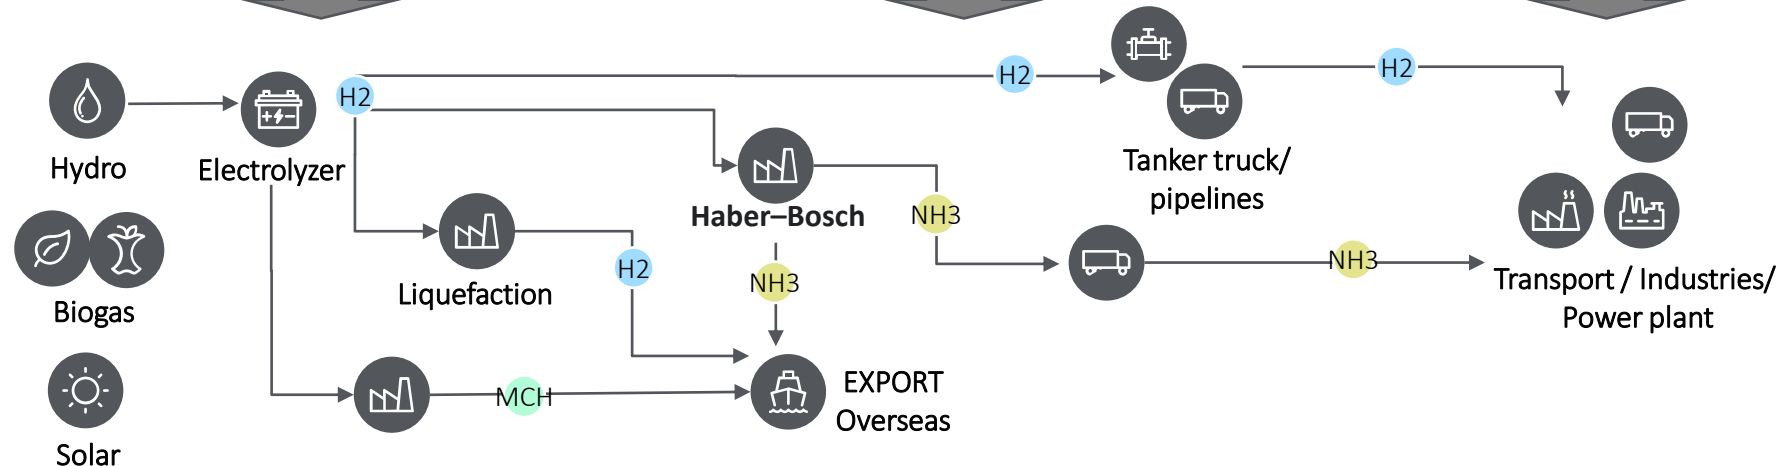 H2
H2
H2
Hydro
Electrolyzer
Tanker truck/
pipelines
Haber–Bosch
NH3
H2
NH3
Liquefaction
NH3
Biogas
Transport / Industries/
Power plant
MCH
EXPORT
Overseas
Solar